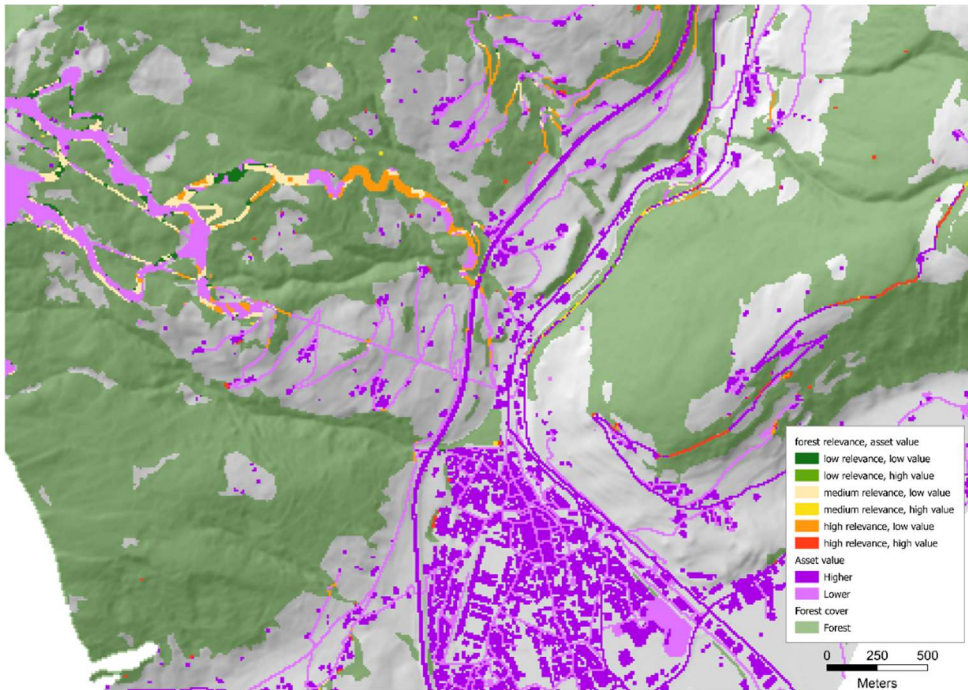 forest relevance, asset value
low relevance, low value
low relevance, high value
medium relevance, low value
medium relevance, high value
high relevance, low value
high relevance, high value
Asset value
Higher
Lower
Forest cover
Forest
0 250 500
Meters